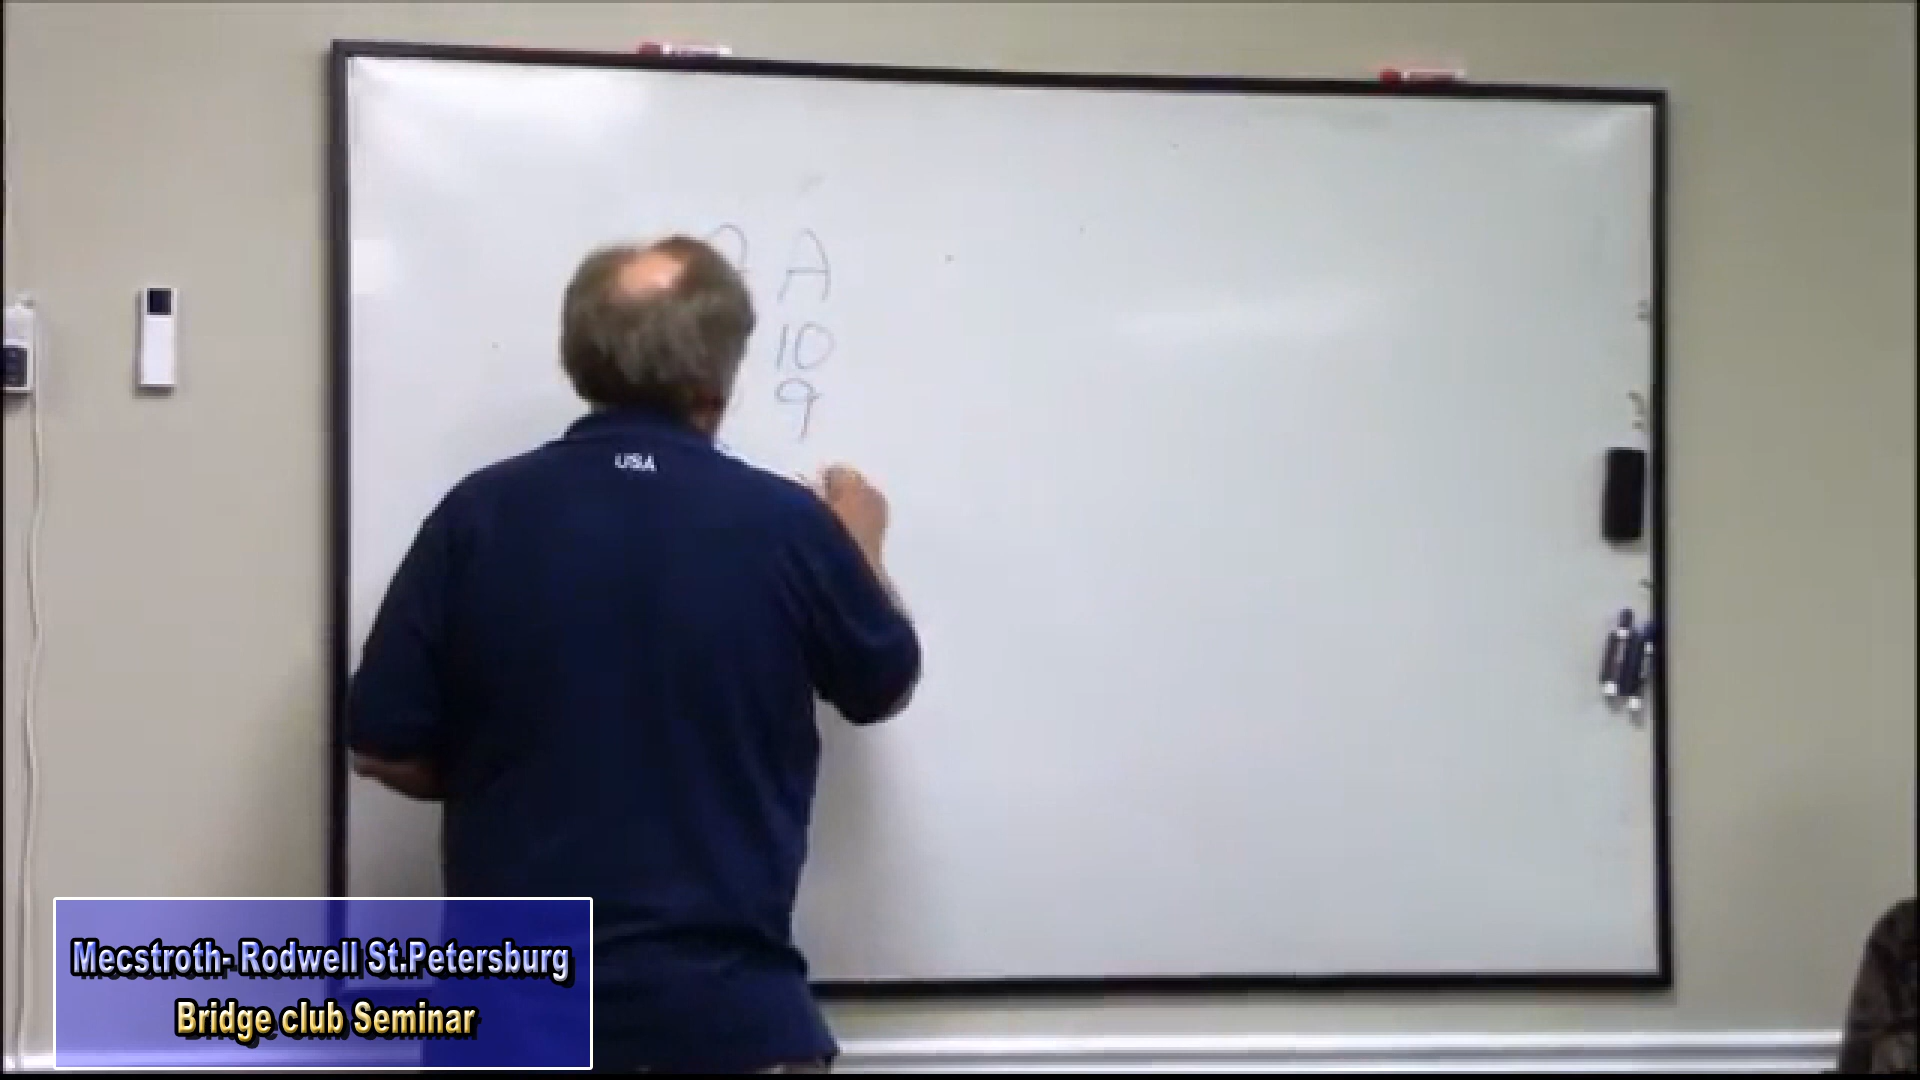 A
10
9
USA
Mecstroth- Rodwell St.Petersburg
Bridge club Seminar